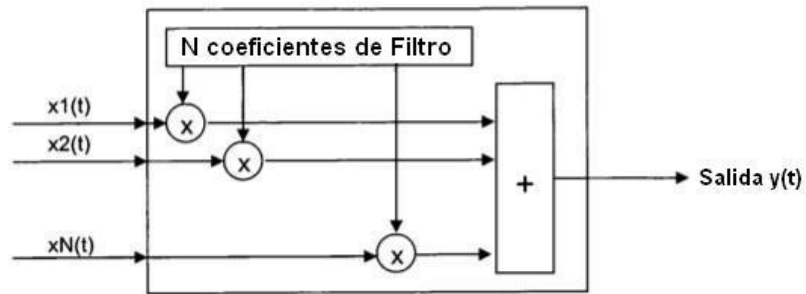 N coeficientes de Filtro
x1(t)
x
x2(t)
x
+
Salida y(t)
xN(t)
x